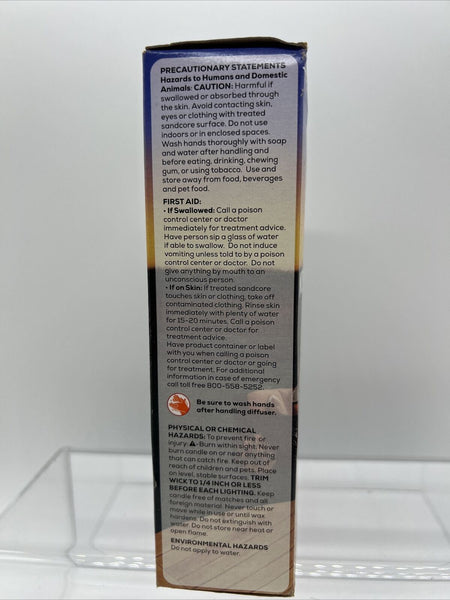 PRECAUTIONARY STATEMENTS
Hazards to Humans and Domestic
Animals: CAUTION: Harmful if
swallowed or absorbed through
the skin. Avoid contacting skin,
eyes or clothing with treated
sandcore surface. Do not use
indoors or in enclosed spaces.
Wash hands thoroughly with soap
and water after handling and
before eating, drinking, chewing
gum, or using tobacco. Use and
store away from food, beverages
and pet food.
FIRST AID:
• If Swallowed: Call a poison
control center or doctor
immediately for treatment advice.
Have person sip a glass of water
if able to swallow. Do not induce
vomiting unless told to by a poison
control center or doctor. Do not
give anything by mouth to an
unconscious person.
• If on Skin: If treated sandcore
touches skin or clothing, take off
contaminated clothing. Rinse skin
immediately with plenty of water
for 15-20 minutes. Call a poison
control center or doctor for
treatment advice.
Have product container or label
with you when calling a poison
control center or doctor or going
for treatment. For additional
information in case of emergency
call toll free 800-558-5252.
Be sure to wash hands
after handling diffuser.
PHYSICAL OR CHEMICAL
HAZARDS: To prevent fire or
injury: ⚠-Burn within sight. Never
burn candle on or near anything
that can catch fire. Keep out of
reach of children and pets. Place
on level, stable surfaces. TRIM
WICK TO 1/4 INCH OR LESS
BEFORE EACH LIGHTING. Keep
candle free of matches and all
foreign material. Never touch or
move while in use or until wax
hardens. Do not extinguish with
water. Do not store near heat or
open flame.
ENVIRONMENTAL HAZARDS
Do not apply to water.